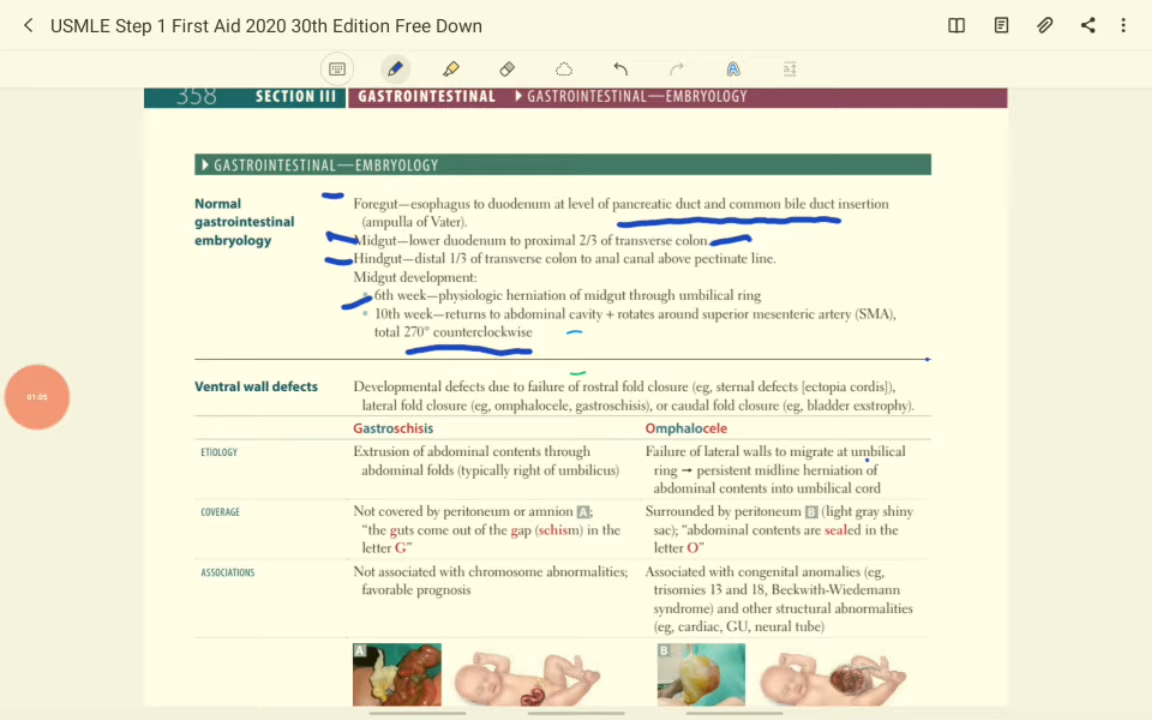 USMLE Step 1 First Aid 2020 30th Edition Free Down
358 SECTION III GASTROINTESTINAL ▶ GASTROINTESTINAL—EMBRYOLOGY
▶ GASTROINTESTINAL—EMBRYOLOGY
Normal gastrointestinal embryology
Foregut—esophagus to duodenum at level of pancreatic duct and common bile duct insertion
(ampulla of Vater).
Midgut—lower duodenum to proximal 2/3 of transverse colon.
Hindgut—distal 1/3 of transverse colon to anal canal above pectinate line.
Midgut development:
• 6th week—physiologic herniation of midgut through umbilical ring
• 10th week—returns to abdominal cavity + rotates around superior mesenteric artery (SMA),
total 270° counterclockwise
01:05
Ventral wall defects
Developmental defects due to failure of rostral fold closure (eg, sternal defects [ectopia cordis]),
lateral fold closure (eg, omphalocele, gastroschisis), or caudal fold closure (eg, bladder exstrophy).
Gastroschisis
Omphalocele
ETIOLOGY
Extrusion of abdominal contents through
abdominal folds (typically right of umbilicus)
Failure of lateral walls to migrate at umbilical
ring → persistent midline herniation of
abdominal contents into umbilical cord
COVERAGE
Not covered by peritoneum or amnion A;
“the guts come out of the gap (schism) in the
letter G”
Surrounded by peritoneum B (light gray shiny
sac); “abdominal contents are sealed in the
letter O”
ASSOCIATIONS
Not associated with chromosome abnormalities;
favorable prognosis
Associated with congenital anomalies (eg,
trisomies 13 and 18, Beckwith-Wiedemann
syndrome) and other structural abnormalities
(eg, cardiac, GU, neural tube)
A
B